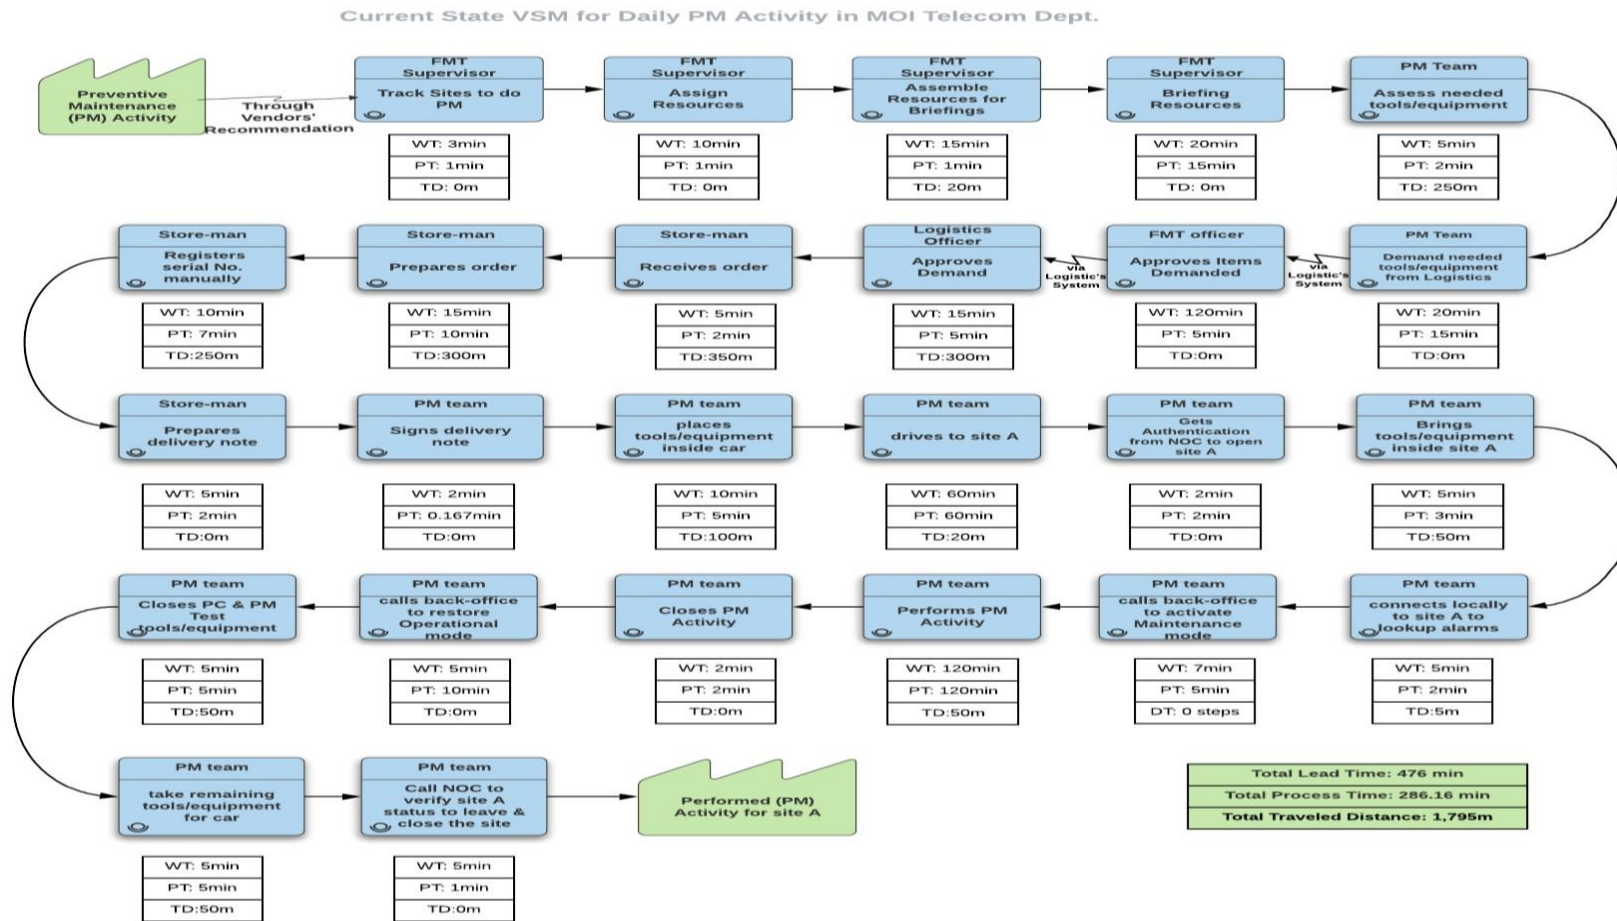 Current State VSM for Daily PM Activity in MOI Telecom Dept.
Preventive
Maintenance
(PM) Activity
Through
Vendors'
Recommendation
FMT
Supervisor
Track Sites to do
PM
WT: 3min
PT: 1min
TD: 0m
FMT
Supervisor
Assign
Resources
WT: 10min
PT: 1min
TD: 0m
FMT
Supervisor
Assemble
Resources for
Briefings
WT: 15min
PT: 1min
TD: 20m
FMT
Supervisor
Briefing
Resources
WT: 20min
PT: 15min
TD: 0m
PM Team
Assess needed
tools/equipment
WT: 5min
PT: 2min
TD: 250m
PM Team
Demand needed
tools/equipment
from Logistics
WT: 20min
PT: 15min
TD:0m
via
Logistic's
System
FMT officer
Approves Items
Demanded
WT: 120min
PT: 5min
TD:0m
via
Logistic's
System
Logistics
Officer
Approves
Demand
WT: 15min
PT: 5min
TD:300m
Store-man
Receives order
WT: 5min
PT: 2min
TD:350m
Store-man
Prepares order
WT: 15min
PT: 10min
TD:300m
Store-man
Registers
serial No.
manually
WT: 10min
PT: 7min
TD:250m
Store-man
Prepares
delivery note
WT: 5min
PT: 2min
TD:0m
PM team
Signs delivery
note
WT: 2min
PT: 0.167min
TD:0m
PM team
places
tools/equipment
inside car
WT: 10min
PT: 5min
TD:100m
PM team
drives to site A
WT: 60min
PT: 60min
TD:20m
PM team
Gets
Authentication
from NOC to open
site A
WT: 2min
PT: 2min
TD:0m
PM team
Brings
tools/equipment
inside site A
WT: 5min
PT: 3min
TD:50m
PM team
connects locally
to site A to
lookup alarms
WT: 5min
PT: 2min
TD:5m
PM team
calls back-office
to activate
Maintenance
mode
WT: 7min
PT: 5min
DT: 0 steps
PM team
Performs PM
Activity
WT: 120min
PT: 120min
TD:50m
PM team
Closes PM
Activity
WT: 2min
PT: 2min
TD:0m
PM team
calls back-office
to restore
Operational
mode
WT: 5min
PT: 10min
TD:0m
PM team
Closes PC & PM
Test
tools/equipment
WT: 5min
PT: 5min
TD:50m
PM team
take remaining
tools/equipment
for car
WT: 5min
PT: 5min
TD:50m
PM team
Call NOC to
verify site A
status to leave &
close the site
WT: 5min
PT: 1min
TD:0m
Performed (PM)
Activity for site A
Total Lead Time: 476 min
Total Process Time: 286.16 min
Total Traveled Distance: 1,795m